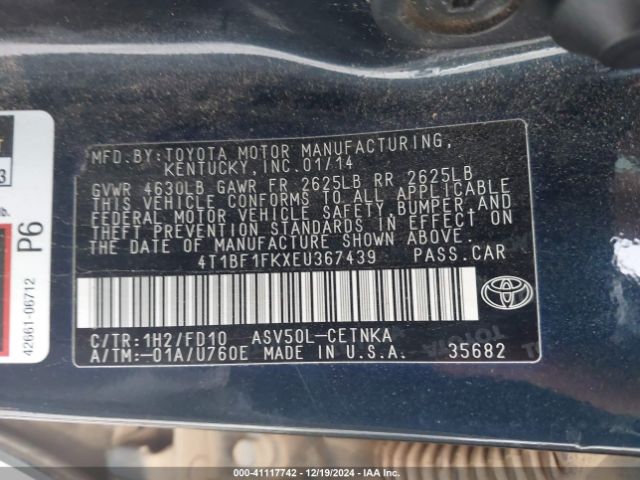 MFD.BY:TOYOTA MOTOR MANUFACTURING,
KENTUCKY, INC. 01/14
GVWR 4630LB GAWR FR 2625LB RR 2625LB
THIS VEHICLE CONFORMS TO ALL APPLICABLE
FEDERAL MOTOR VEHICLE SAFETY, BUMPER, AND
THEFT PREVENTION STANDARDS IN EFFECT ON
THE DATE OF MANUFACTURE SHOWN ABOVE.
4T1BF1FKXEU367439 PASS.CAR
C/TR:1H2/FD10 ASV50L-CETNKA
A/TM:-01A/U760E MADE IN U.S.A. 35682
TOYOTA
3
lb.
P6
42661-06712
000-41117742 / 12/19/2024 / IAA Inc.